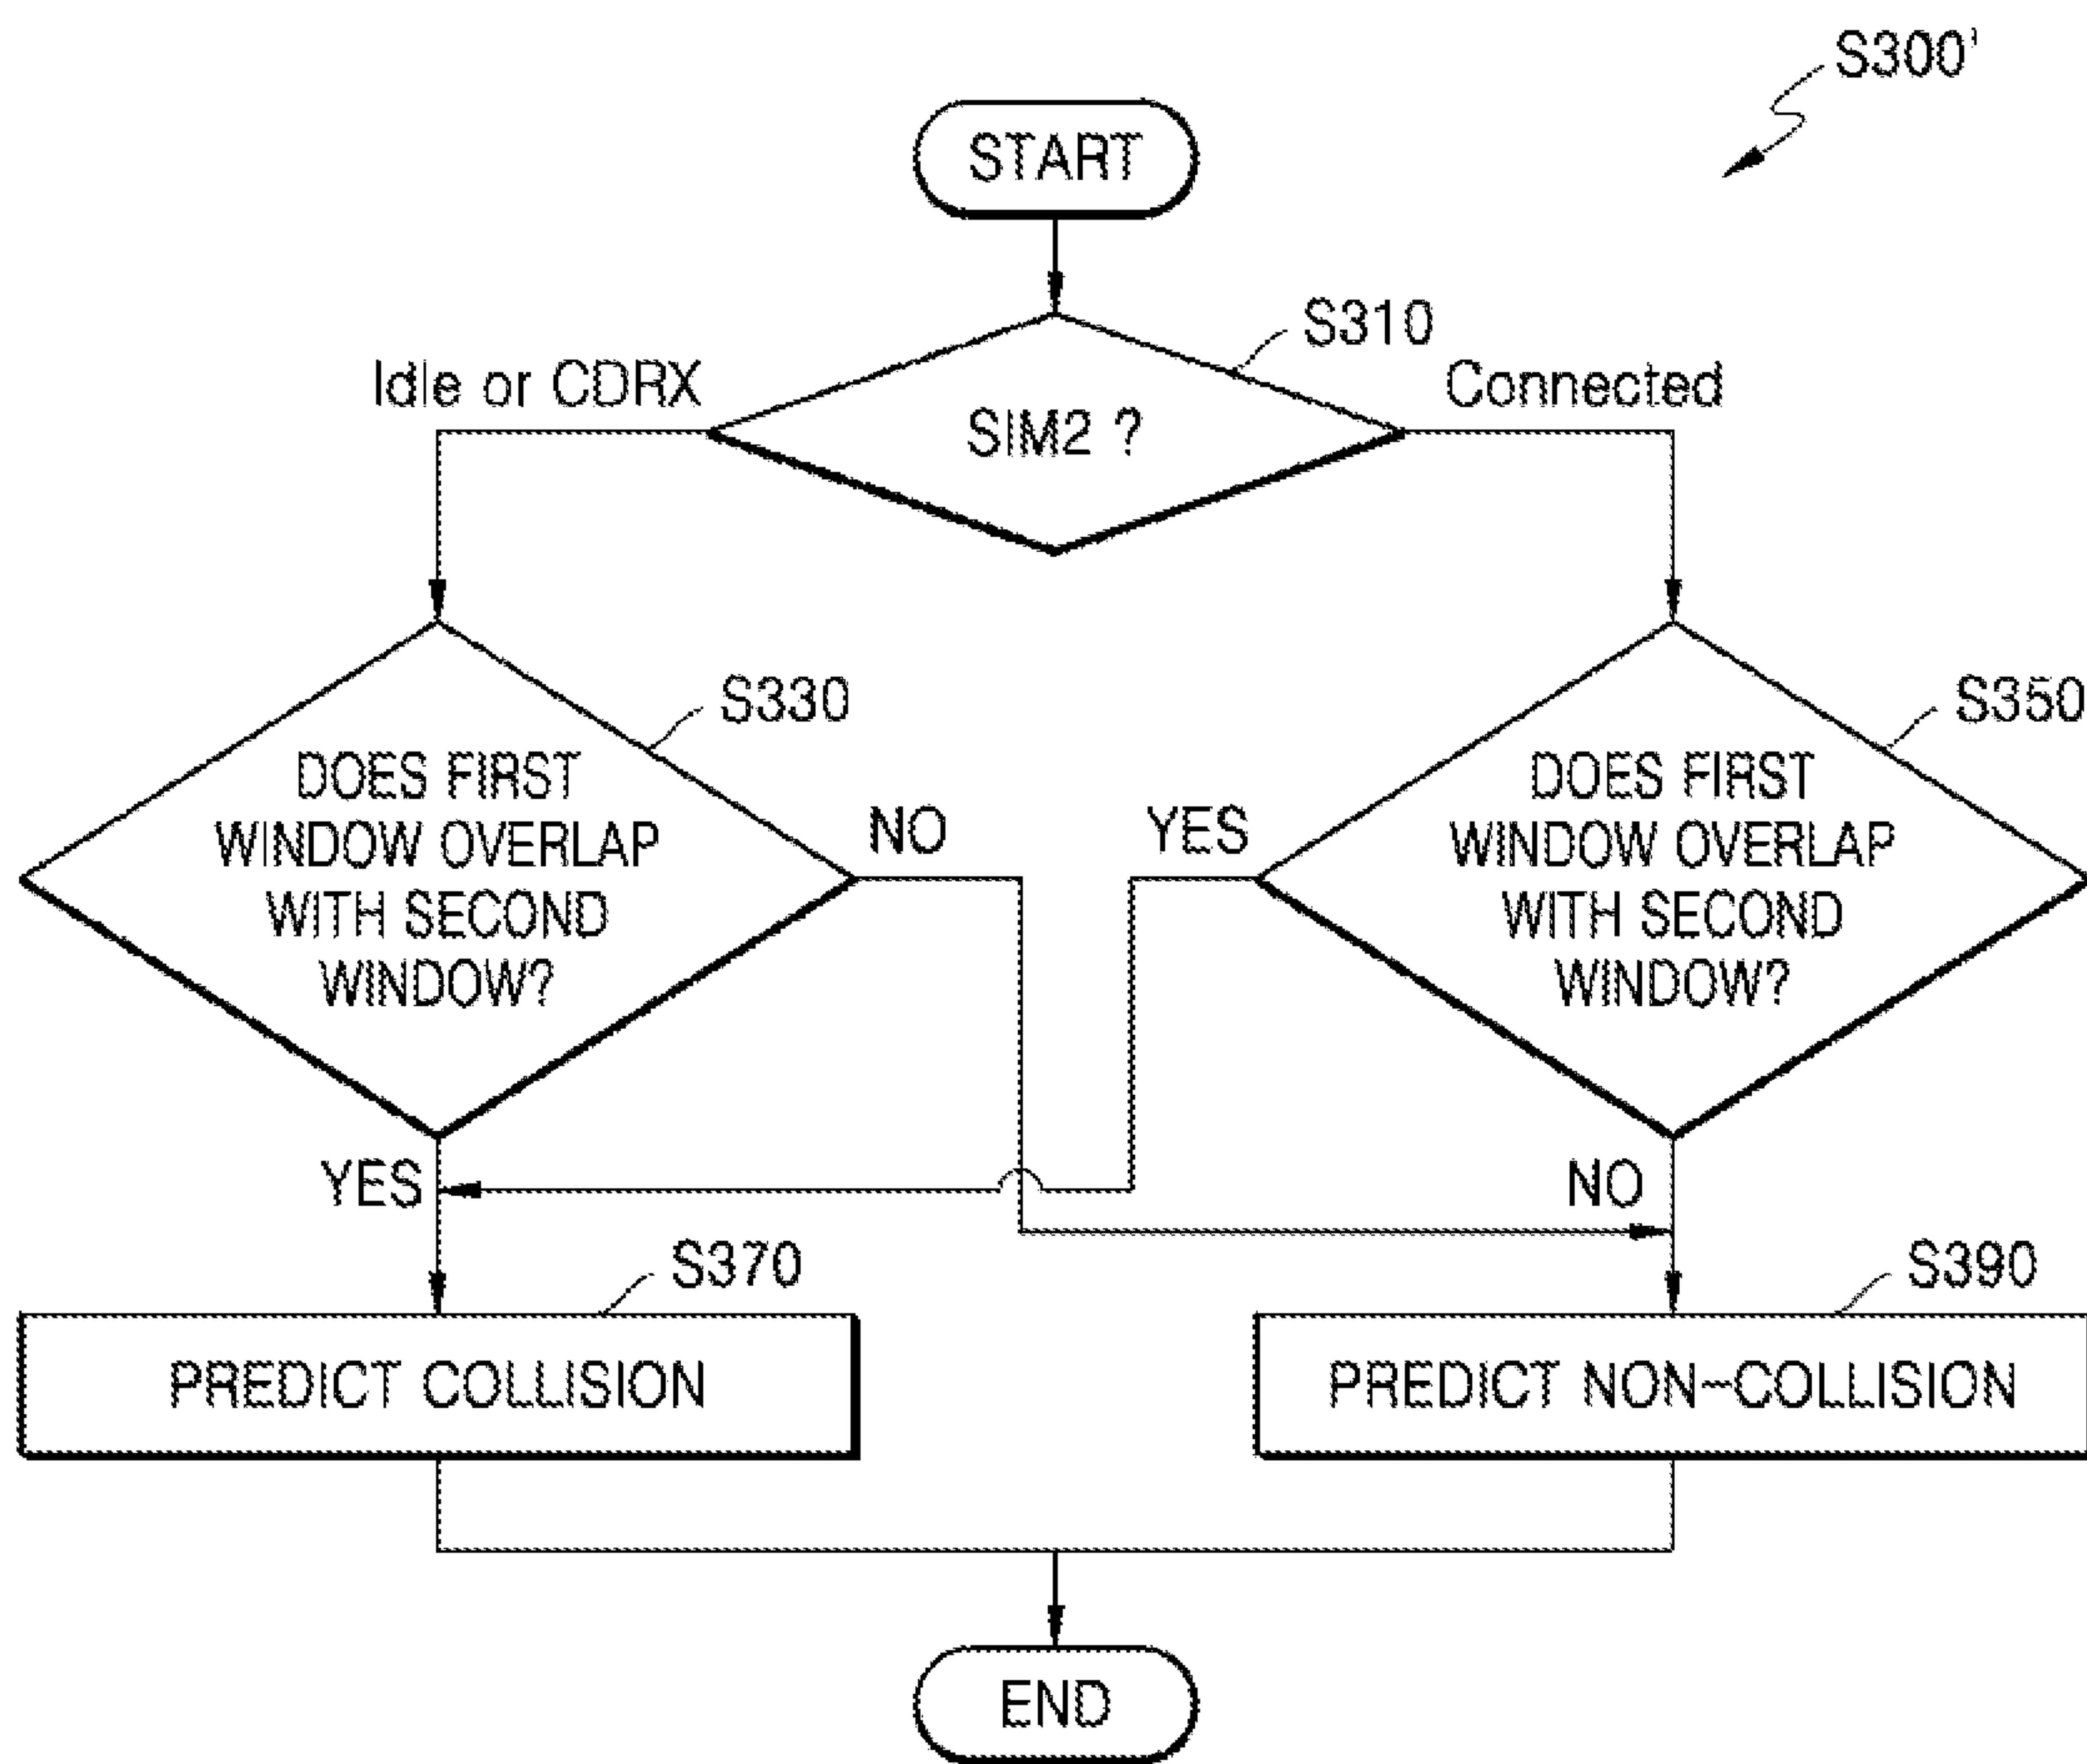 S300'
START
S310
Idle or CDRX
Connected
SIM2 ?
S330
S350
DOES FIRST
WINDOW OVERLAP
WITH SECOND
WINDOW?
NO
YES
DOES FIRST
WINDOW OVERLAP
WITH SECOND
WINDOW?
YES
NO
S370
S390
PREDICT COLLISION
PREDICT NON-COLLISION
END